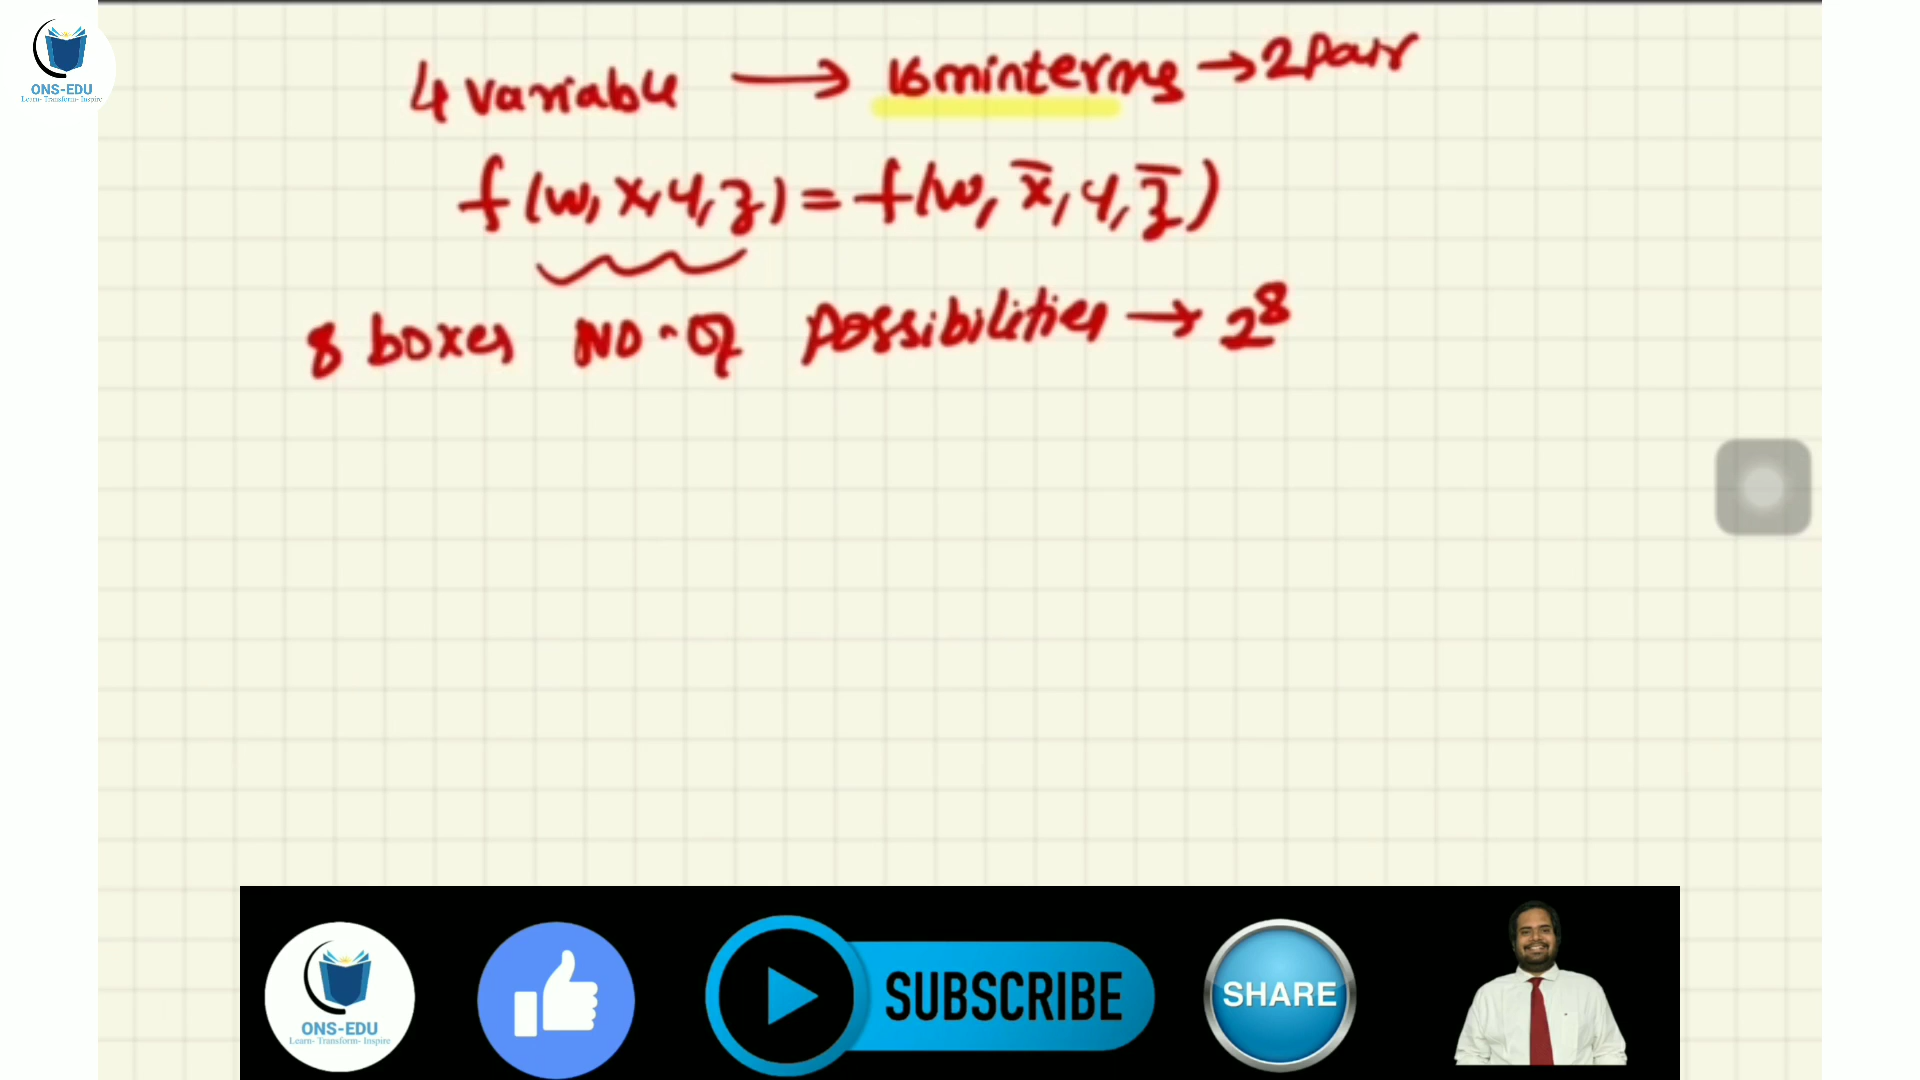 ONS-EDU
Learn- Transform- Inspire
4 variable → 16 minterms → 2 pair
f(w, x, y, z) = f(w, x̅, y, z̅)
8 boxes NO. of possibilities → 2⁸
ONS-EDU
Learn- Transform- Inspire
SUBSCRIBE
SHARE